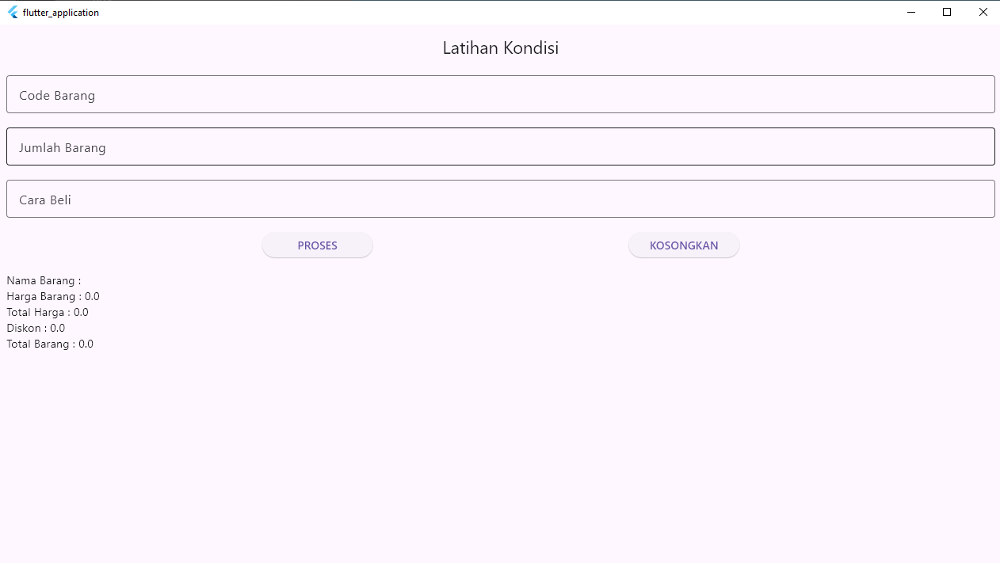 flutter_application
Latihan Kondisi
Code Barang
Jumlah Barang
Cara Beli
PROSES KOSONGKAN
Nama Barang :
Harga Barang : 0.0
Total Harga : 0.0
Diskon : 0.0
Total Barang : 0.0